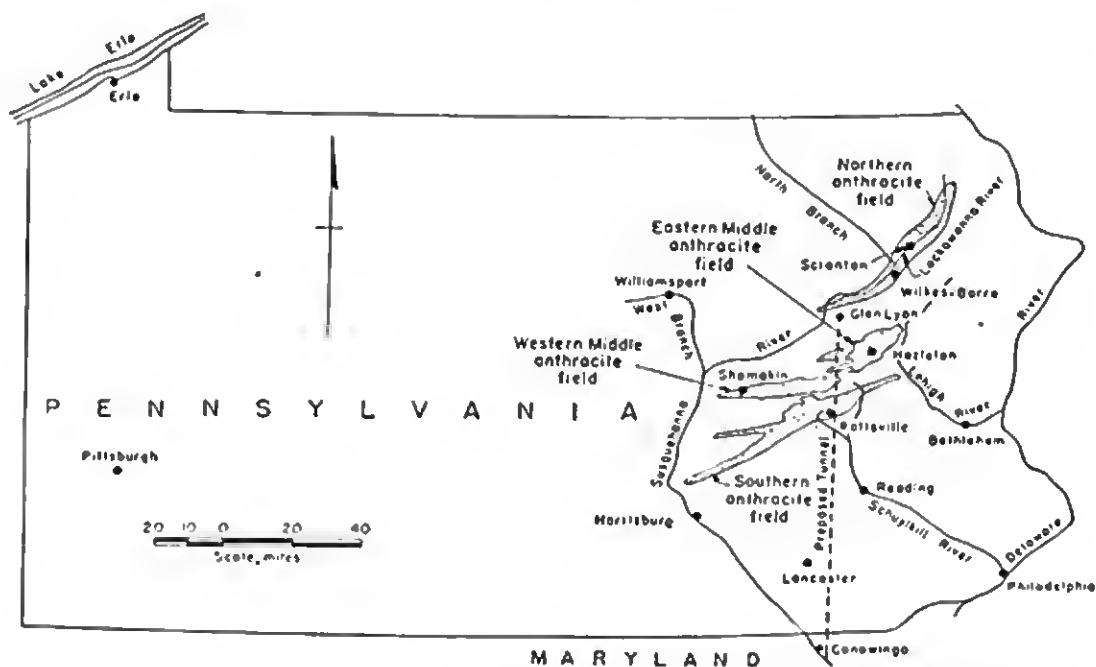 Lake Erie
Erie
Northern
anthracite
field
North Branch
Lackawanna River
Eastern Middle
anthracite
field
Scranton
Wilkes-Barre
Williamsport
West Branch
Glen Lyon
River
River
Western Middle
anthracite
field
Hazleton
Shamokin
Lehigh River
PENNSYLVANIA
Pottsville
Bethlehem
Pittsburgh
Susquehanna
Proposed Tunnel
Southern
anthracite
field
Reading
Harrisburg
Schuylkill River
20 10 0 20 40
Scale, miles
Delaware
Lancaster
Philadelphia
Conowingo
MARYLAND